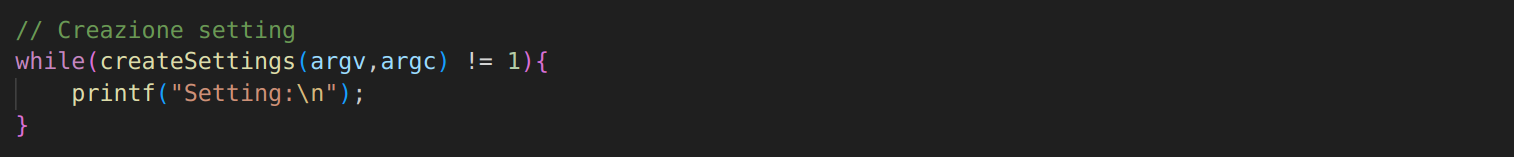 // Creazione setting
while(createSettings(argv,argc) != 1){
    printf("Setting:\n");
}